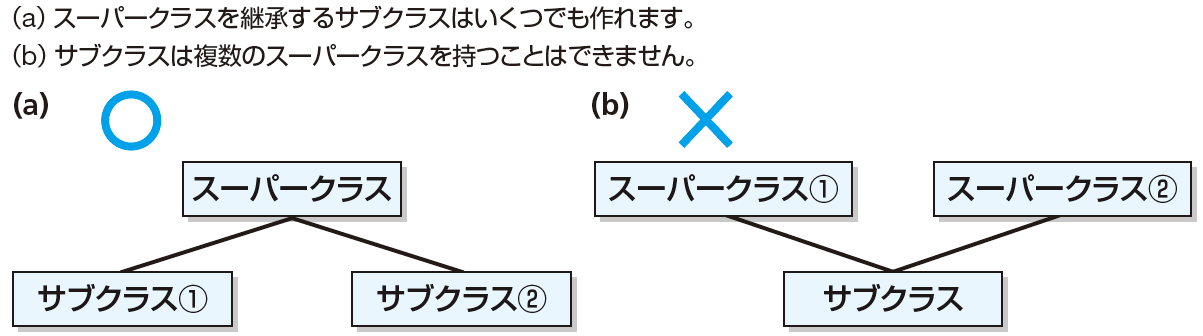 (a) スーパークラスを継承するサブクラスはいくつでも作れます。
(b) サブクラスは複数のスーパークラスを持つことはできません。
(a)
スーパークラス
サブクラス①
サブクラス②
(b)
スーパークラス①
スーパークラス②
サブクラス